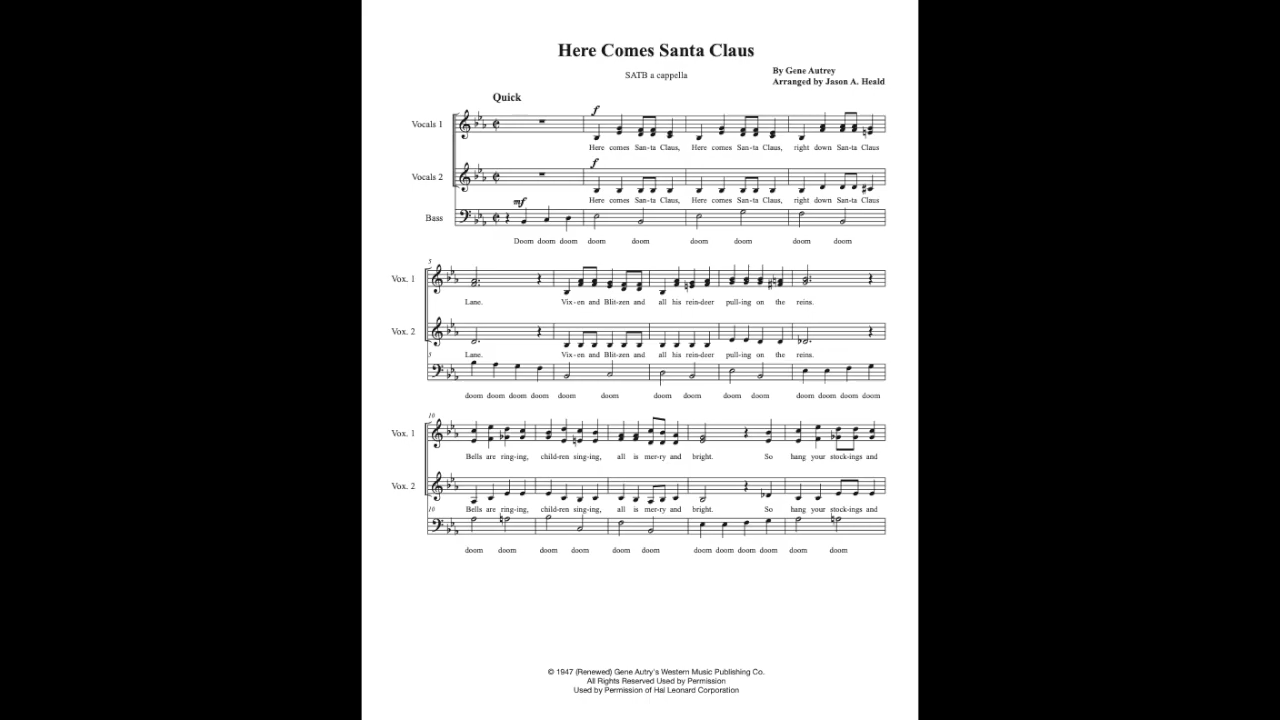 Here Comes Santa Claus
SATB a cappella
By Gene Autrey
Arranged by Jason A. Heald
Quick
f
Vocals 1
Here comes San-ta Claus, Here comes San-ta Claus, right down San-ta Claus
f
Vocals 2
Here comes San-ta Claus, Here comes San-ta Claus, right down San-ta Claus
mf
Bass
Doom doom doom doom doom doom doom doom doom
5
Vox. 1
Lane. Vix-en and Blit-zen and all his rein-deer pull-ing on the reins.
Vox. 2
5
Lane. Vix-en and Blit-zen and all his rein-deer pull-ing on the reins.
doom doom doom doom doom doom doom doom doom doom doom doom doom doom
10
Vox. 1
Bells are ring-ing, child-ren sing-ing, all is mer-ry and bright. So hang your stock-ings and
Vox. 2
10
Bells are ring-ing, child-ren sing-ing, all is mer-ry and bright. So hang your stock-ings and
doom doom doom doom doom doom doom doom doom doom doom doom
© 1947 (Renewed) Gene Autry's Western Music Publishing Co.
All Rights Reserved Used by Permission
Used by Permission of Hal Leonard Corporation